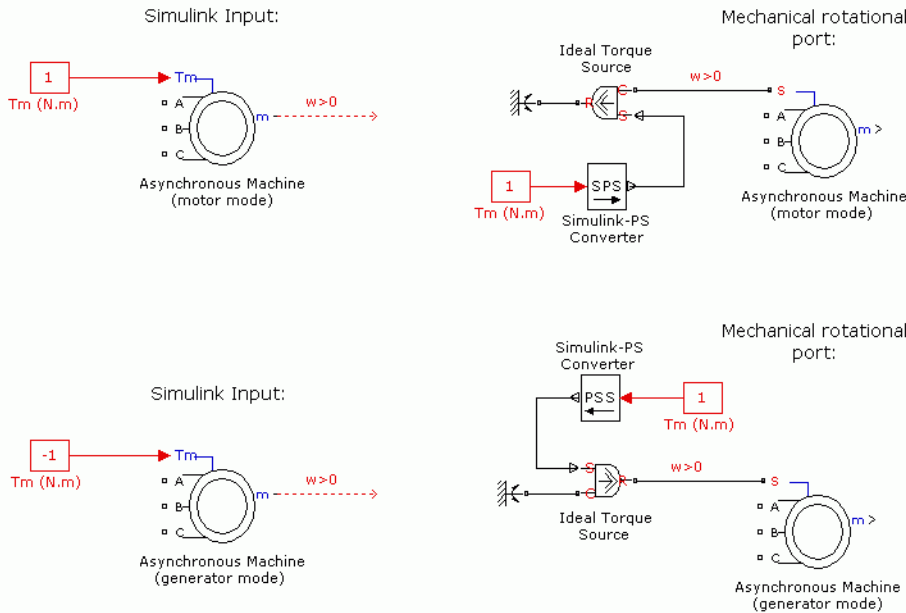 Simulink Input:
1
Tm (N.m)
Tm
A
B
C
m
w>0
Asynchronous Machine
(motor mode)
Mechanical rotational
port:
Ideal Torque
Source
R
C
S
w>0
1
Tm (N.m)
SPS
Simulink-PS
Converter
S
A
B
C
m >
Asynchronous Machine
(motor mode)
Simulink Input:
-1
Tm (N.m)
Tm
A
B
C
m
w>0
Asynchronous Machine
(generator mode)
Mechanical rotational
port:
Simulink-PS
Converter
PSS
1
Tm (N.m)
S
C
R
w>0
Ideal Torque
Source
S
A
B
C
m >
Asynchronous Machine
(generator mode)